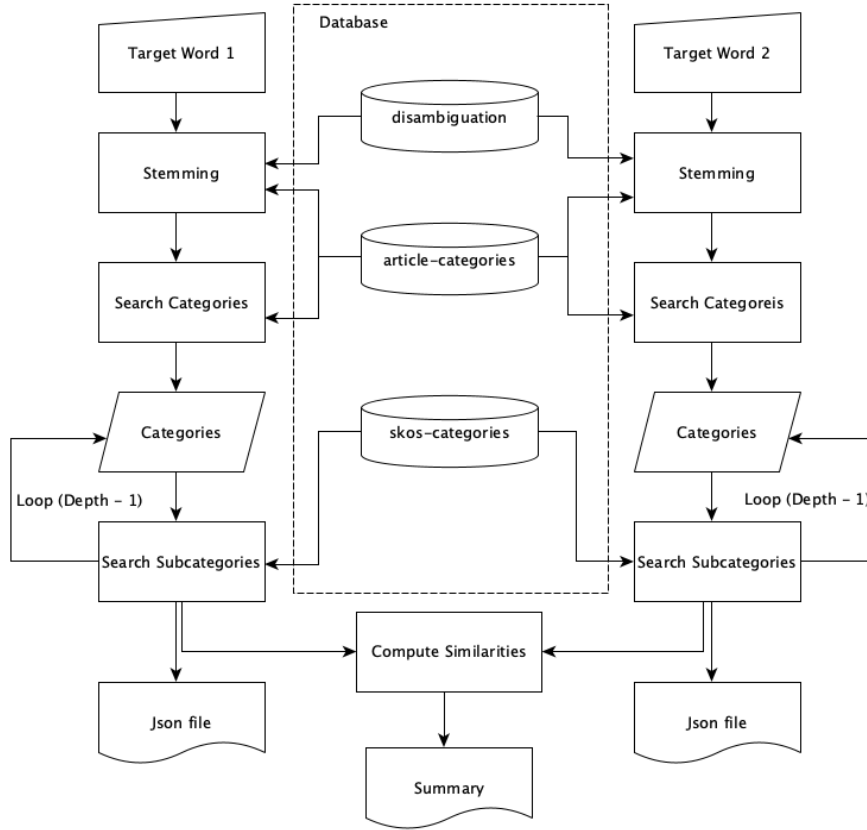 Database
Target Word 1
Target Word 2
disambiguation
Stemming
Stemming
article-categories
Search Categories
Search Categoreis
Categories
skos-categories
Categories
Loop (Depth - 1)
Loop (Depth - 1)
Search Subcategories
Search Subcategories
Compute Similarities
Json file
Json file
Summary